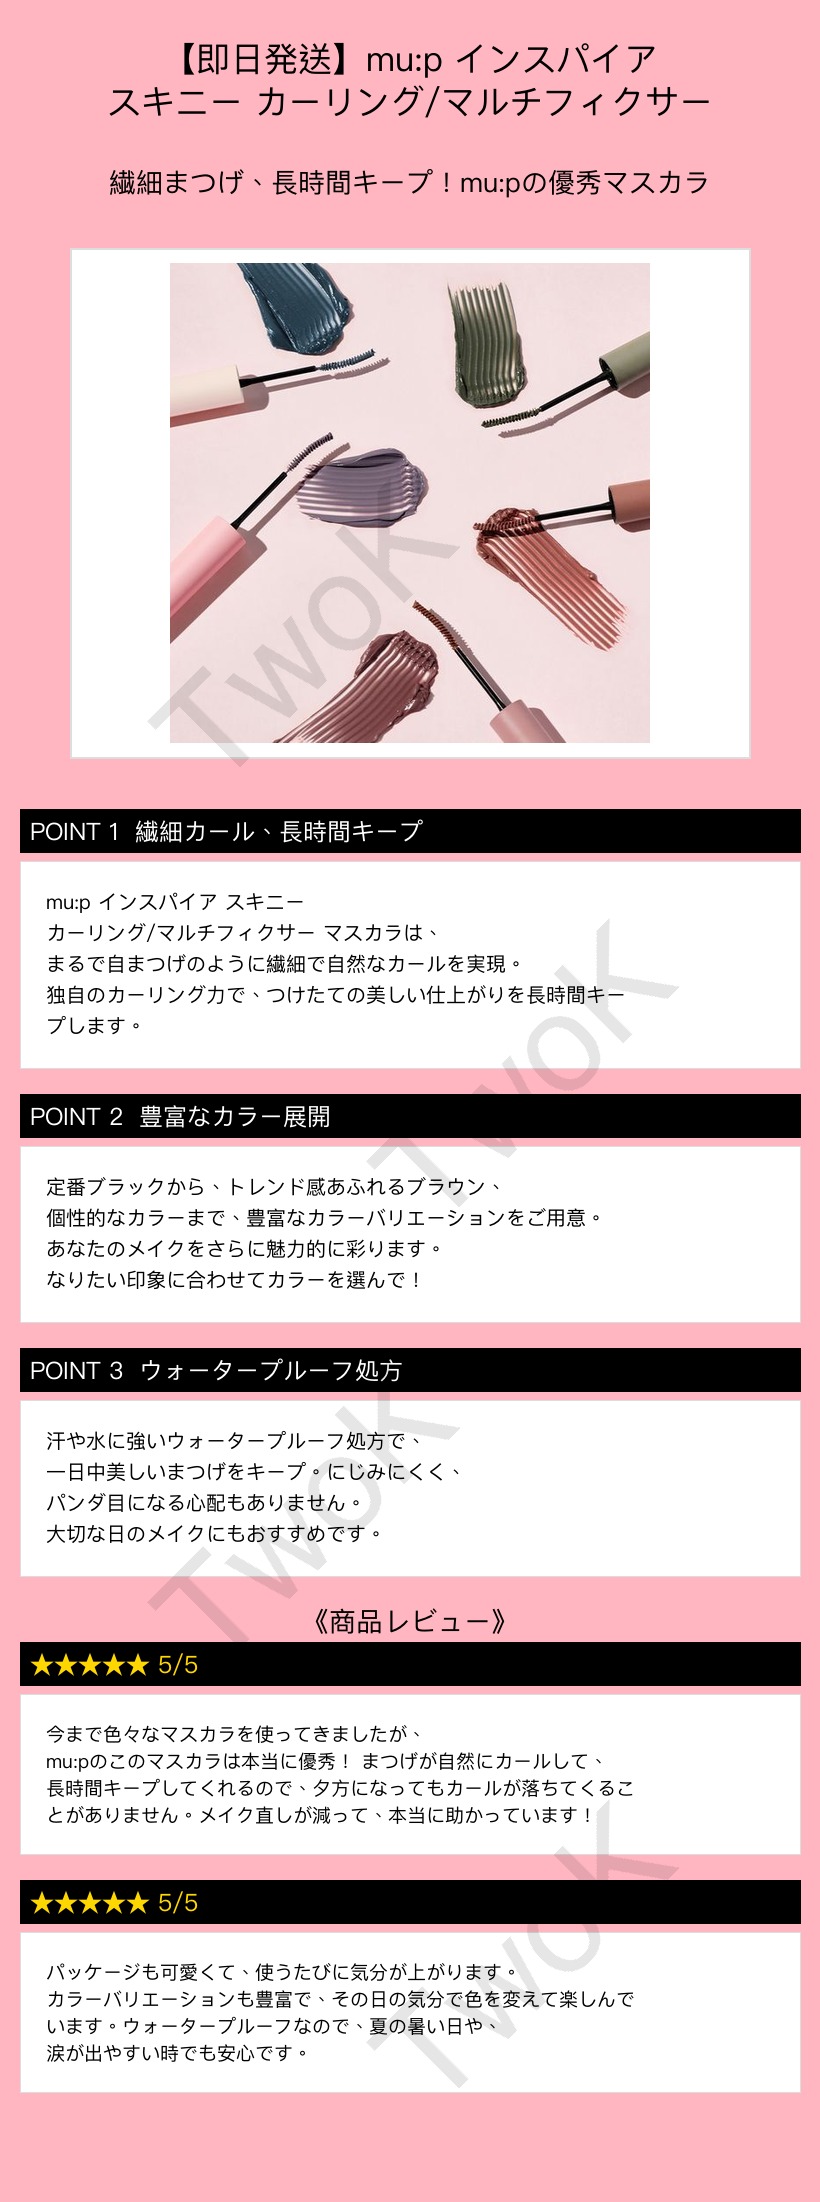 【即日発送】mu:p インスパイア
スキニー カーリング/マルチフィクサー
繊細まつげ、長時間キープ！mu:pの優秀マスカラ
TwoK
POINT 1 繊細カール、長時間キープ
mu:p インスパイア スキニー
カーリング/マルチフィクサー マスカラは、
まるで自まつげのように繊細で自然なカールを実現。
独自のカーリング力で、つけたての美しい仕上がりを長時間キー
プします。
TwoK
POINT 2 豊富なカラー展開
定番ブラックから、トレンド感あふれるブラウン、
個性的なカラーまで、豊富なカラーバリエーションをご用意。
あなたのメイクをさらに魅力的に彩ります。
なりたい印象に合わせてカラーを選んで！
POINT 3 ウォータープルーフ処方
汗や水に強いウォータープルーフ処方で、
一日中美しいまつげをキープ。にじみにくく、
パンダ目になる心配もありません。
大切な日のメイクにもおすすめです。
TwoK
《商品レビュー》
★★★★★ 5/5
今まで色々なマスカラを使ってきましたが、
mu:pのこのマスカラは本当に優秀！ まつげが自然にカールして、
長時間キープしてくれるので、夕方になってもカールが落ちてくるこ
とがありません。メイク直しが減って、本当に助かっています！
★★★★★ 5/5
パッケージも可愛くて、使うたびに気分が上がります。
カラーバリエーションも豊富で、その日の気分で色を変えて楽しんで
います。ウォータープルーフなので、夏の暑い日や、
涙が出やすい時でも安心です。
TwoK